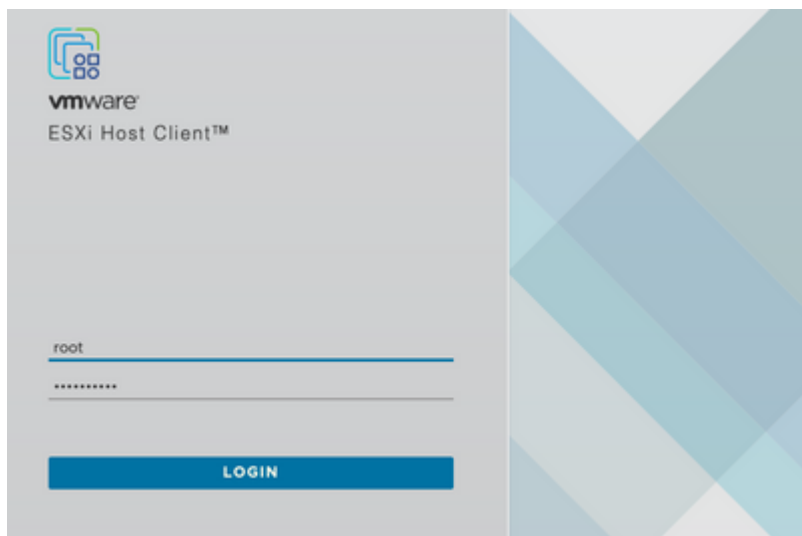 vmware®
ESXi Host Client™
root
••••••••••
LOGIN